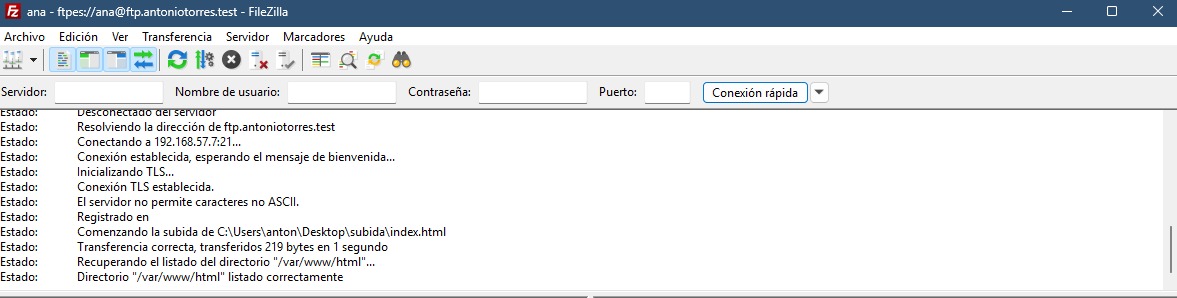 ana - ftpes://ana@ftp.antoniotorres.test - FileZilla
Archivo Edición Ver Transferencia Servidor Marcadores Ayuda
Servidor: Nombre de usuario: Contraseña: Puerto: Conexión rápida
Estado: Desconectado del servidor
Estado: Resolviendo la dirección de ftp.antoniotorres.test
Estado: Conectando a 192.168.57.7:21...
Estado: Conexión establecida, esperando el mensaje de bienvenida...
Estado: Inicializando TLS...
Estado: Conexión TLS establecida.
Estado: El servidor no permite caracteres no ASCII.
Estado: Registrado en
Estado: Comenzando la subida de C:\Users\anton\Desktop\subida\index.html
Estado: Transferencia correcta, transferidos 219 bytes en 1 segundo
Estado: Recuperando el listado del directorio "/var/www/html"...
Estado: Directorio "/var/www/html" listado correctamente